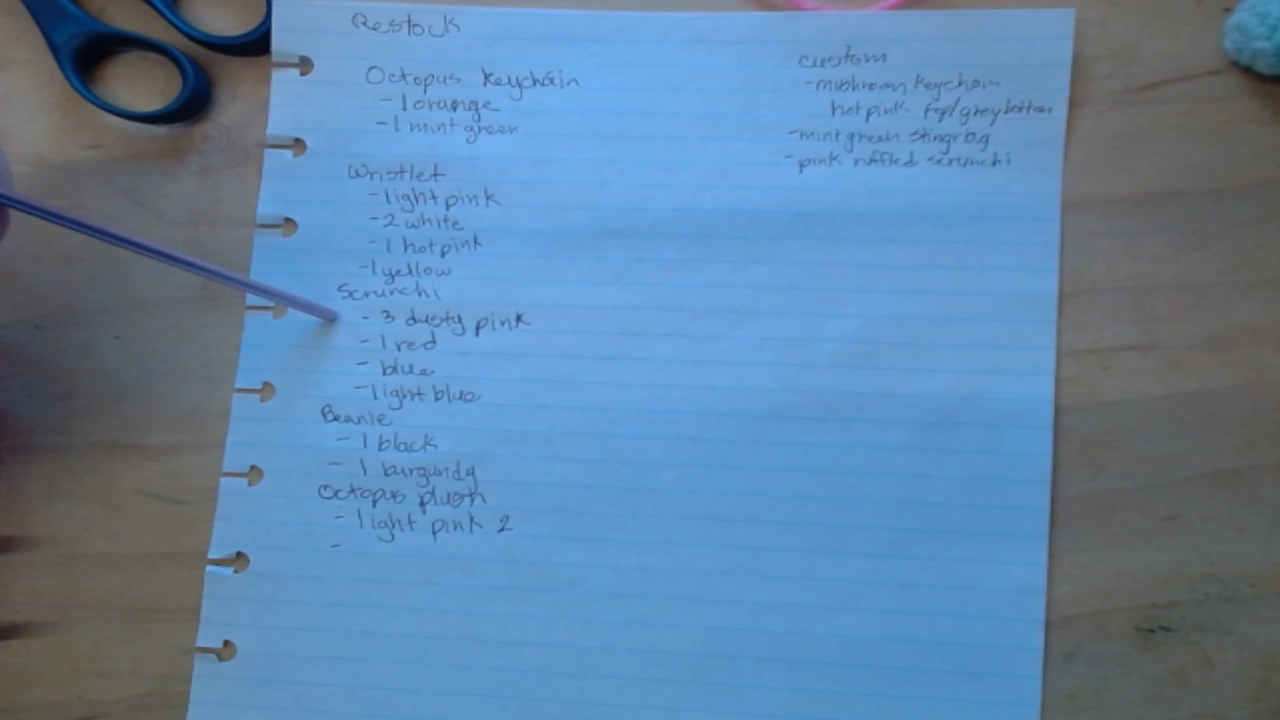 Restock
Octopus Keychain
- 1 orange
- 1 mint green
Wristlet
- light pink
- 2 white
- 1 hot pink
- 1 yellow
Scrunchi
- 3 dusty pink
- 1 red
- blue
- light blue
Beanie
- 1 black
- 1 burgundy
Octopus plush
- light pink 2
-
custom
- mushroom Keychain
hot pink top/grey bottom
- mint green
- pink ruffled scrunchi